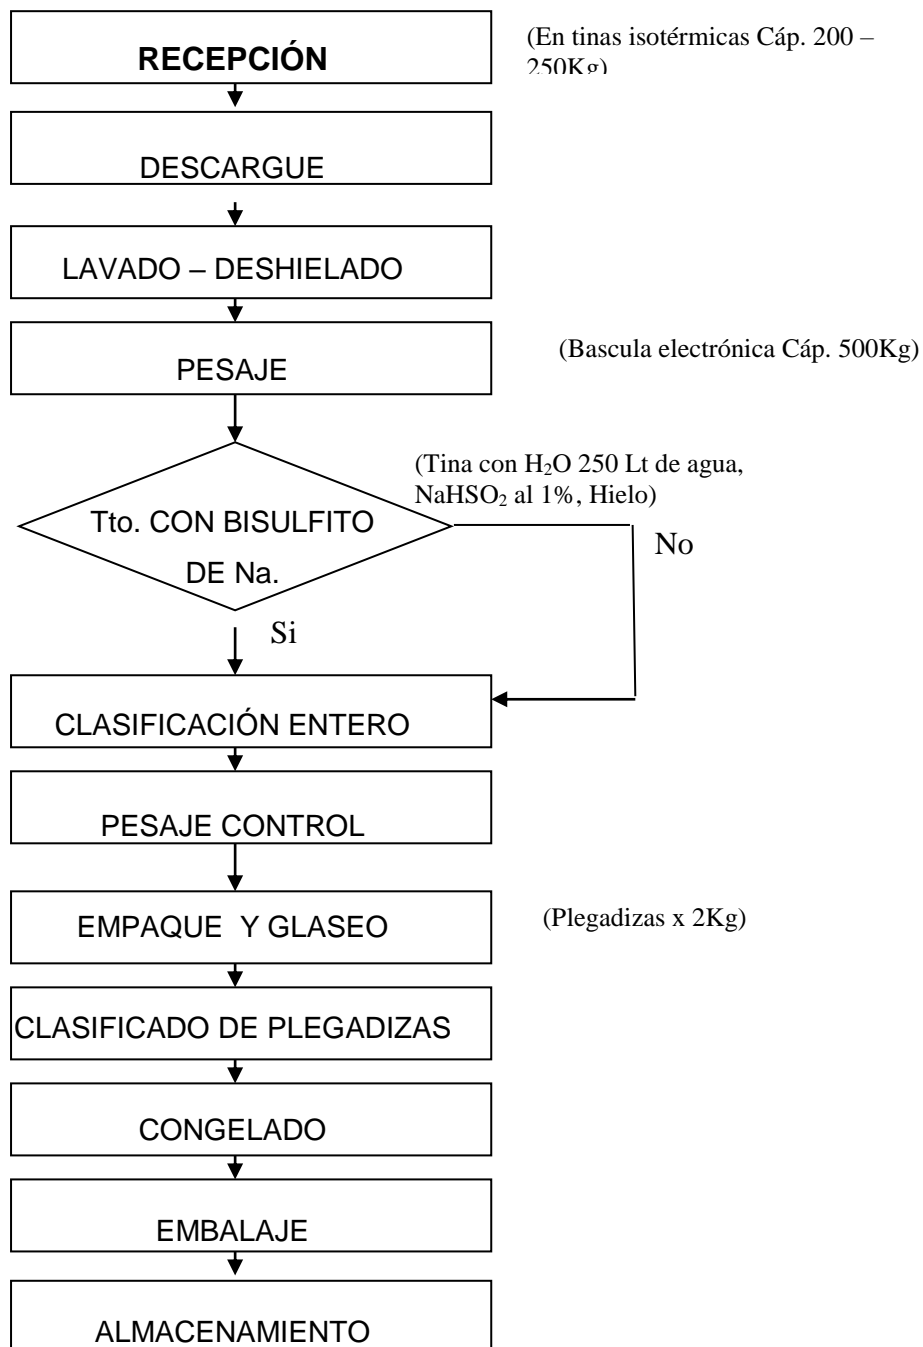 RECEPCIÓN
(En tinas isotérmicas Cáp. 200 –
250Kg)
DESCARGUE
LAVADO – DESHIELADO
PESAJE
(Bascula electrónica Cáp. 500Kg)
(Tina con H₂O 250 Lt de agua,
NaHSO₂ al 1%, Hielo)
Tto. CON BISULFITO
DE Na.
No
Si
CLASIFICACIÓN ENTERO
PESAJE CONTROL
EMPAQUE Y GLASEO
(Plegadizas x 2Kg)
CLASIFICADO DE PLEGADIZAS
CONGELADO
EMBALAJE
ALMACENAMIENTO